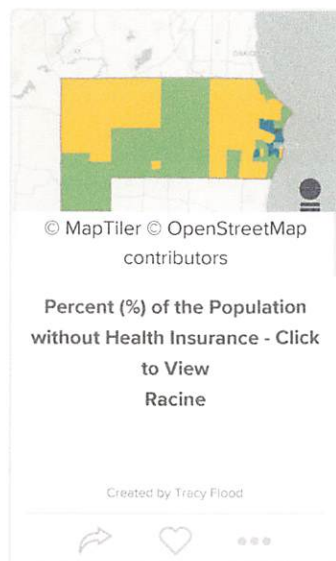 © MapTiler © OpenStreetMap
contributors
Percent (%) of the Population
without Health Insurance - Click
to View
Racine
Created by Tracy Flood